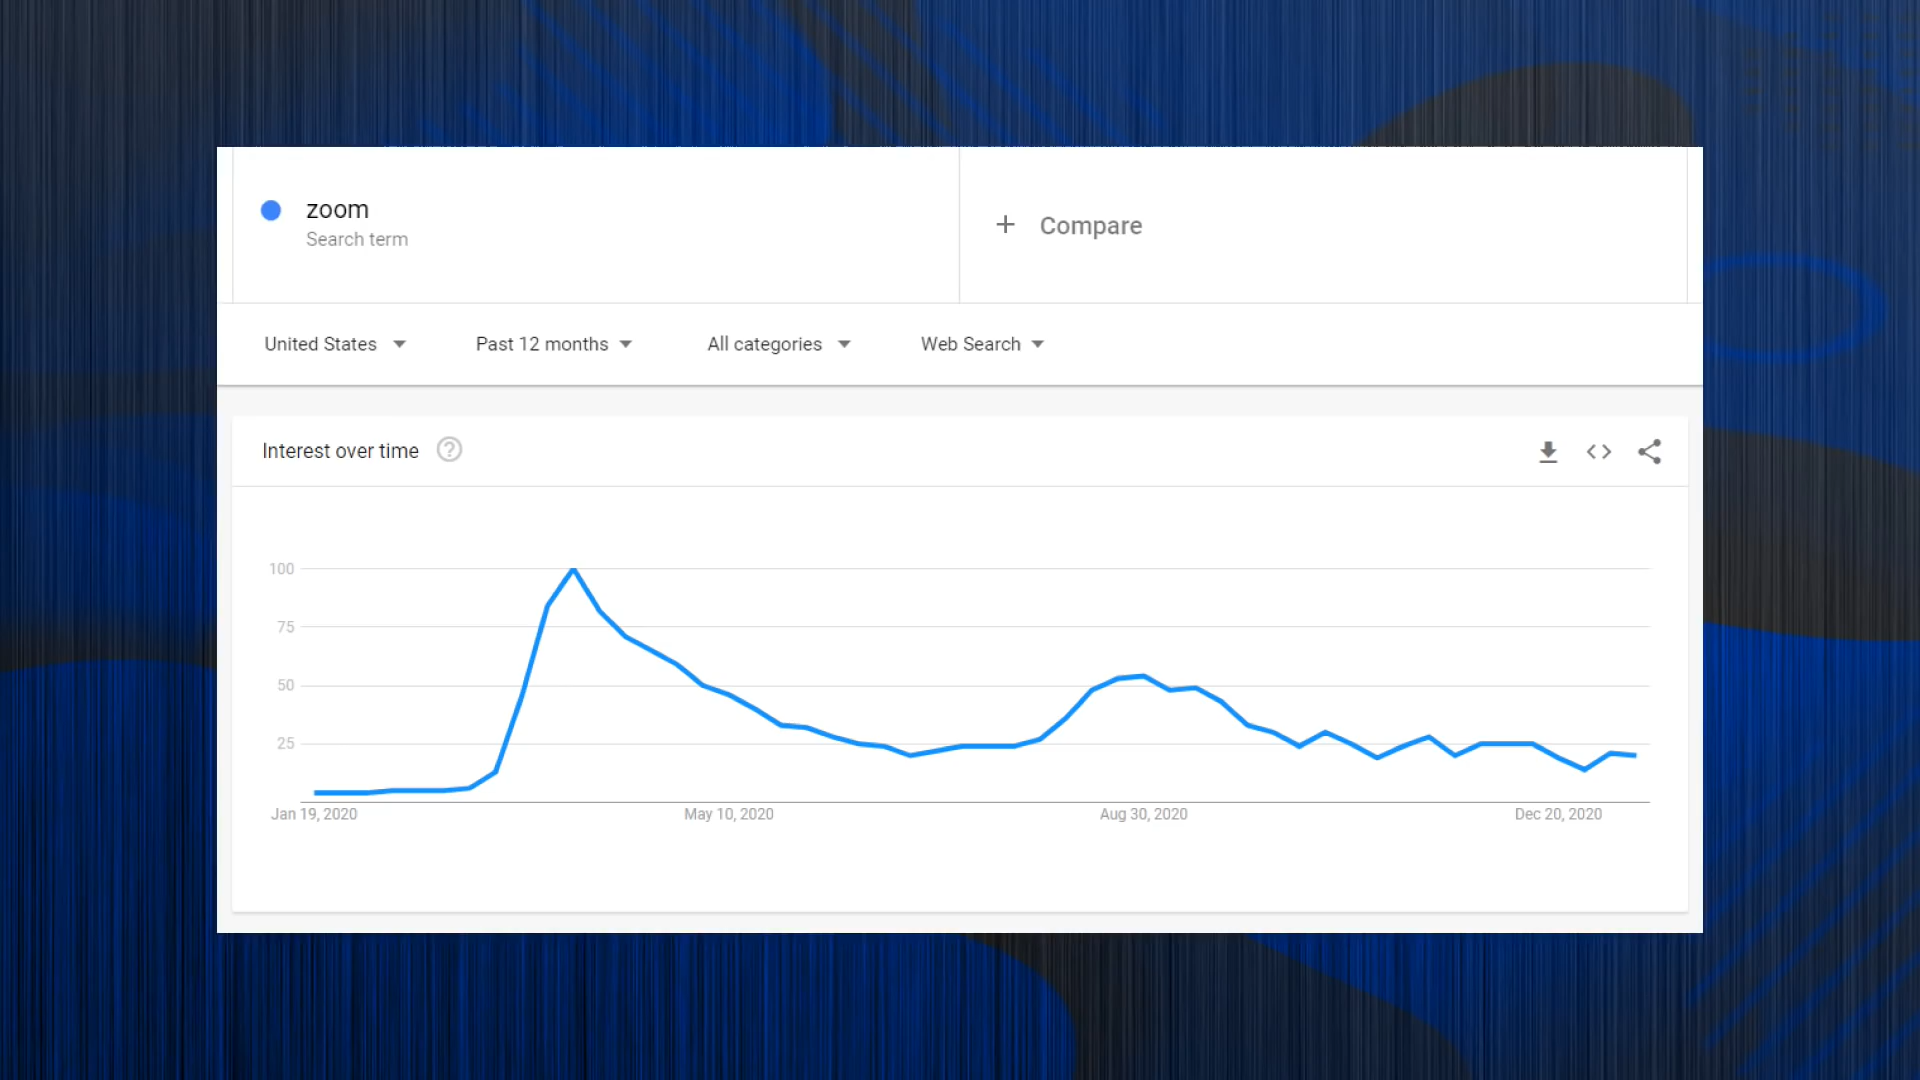 zoom
Search term
+ Compare
United States
Past 12 months
All categories
Web Search
Interest over time ?
100
75
50
25
Jan 19, 2020
May 10, 2020
Aug 30, 2020
Dec 20, 2020